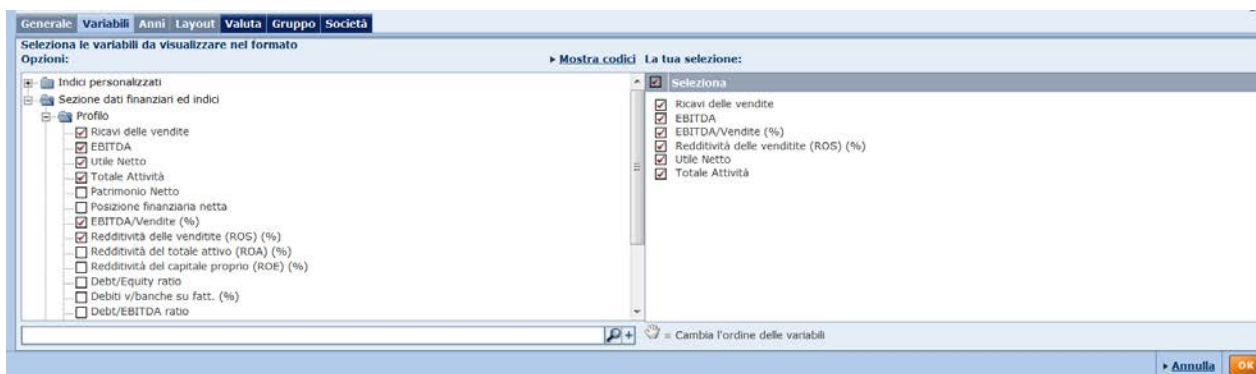 Generale Variabili Anni Layout Valuta Gruppo Società
Seleziona le variabili da visualizzare nel formato
Opzioni:
Mostra codici La tua selezione:
Indici personalizzati
Sezione dati finanziari ed indici
Profilo
Ricavi delle vendite
EBITDA
Utile Netto
Totale Attività
Patrimonio Netto
Posizione finanziaria netta
EBITDA/Vendite (%)
Redditività delle venditite (ROS) (%)
Redditività del totale attivo (ROA) (%)
Redditività del capitale proprio (ROE) (%)
Debt/Equity ratio
Debiti v/banche su fatt. (%)
Debt/EBITDA ratio
Seleziona
Ricavi delle vendite
EBITDA
EBITDA/Vendite (%)
Redditività delle venditite (ROS) (%)
Utile Netto
Totale Attività
= Cambia l'ordine delle variabili
Annulla OK